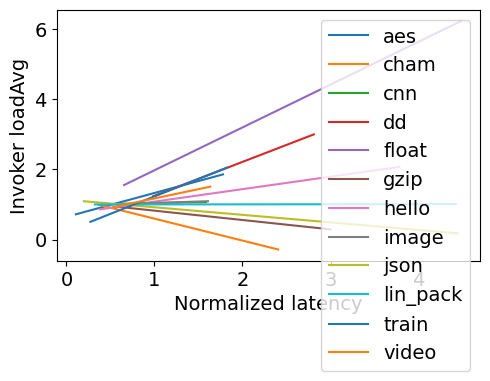 6
4
2
0
Invoker loadAvg
0
1
2
3
4
Normalized latency
aes
cham
cnn
dd
float
gzip
hello
image
json
lin_pack
train
video